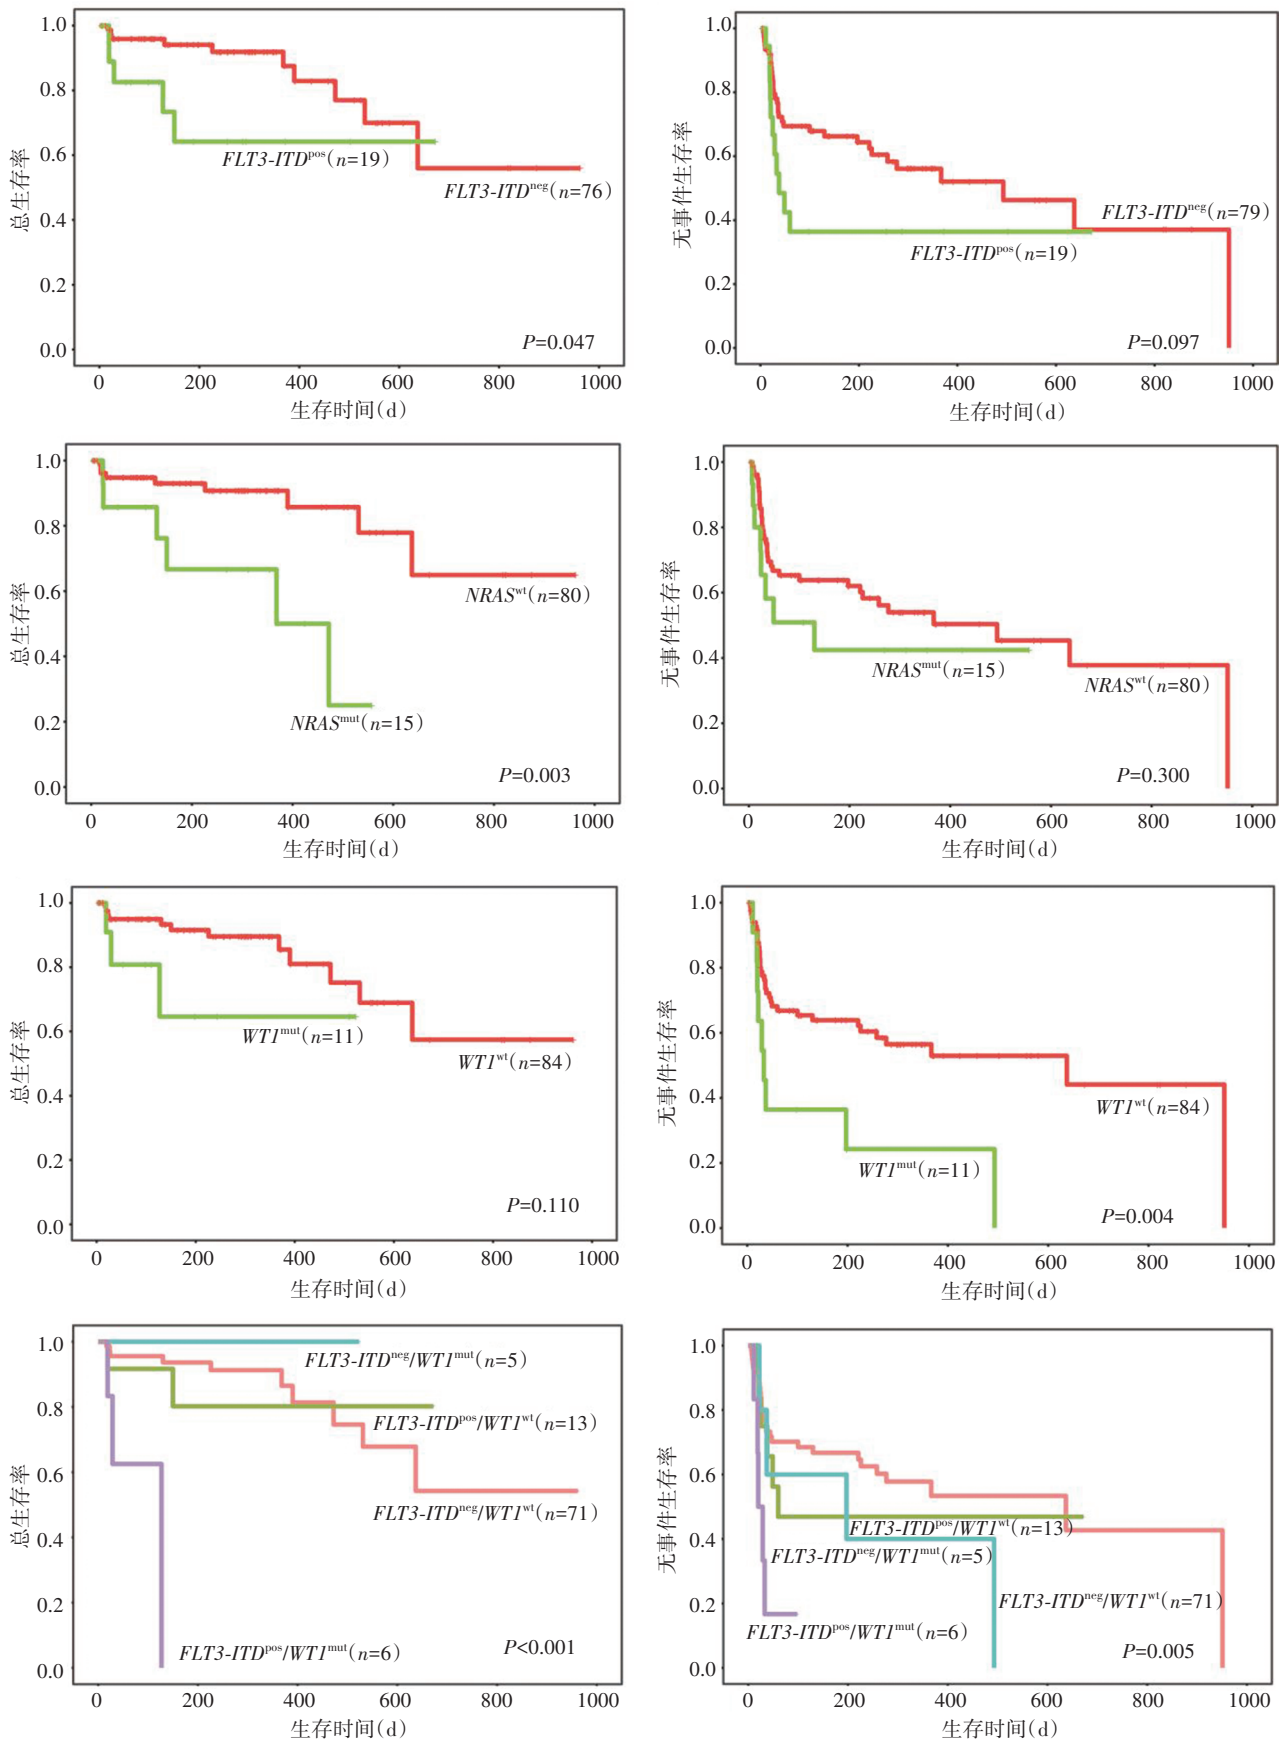 1.0
0.8
0.6
0.4
0.2
0.0
总生存率
FLT3-ITDpos(n=19)
FLT3-ITDneg(n=76)
P=0.047
0 200 400 600 800 1000
生存时间(d)
1.0
0.8
0.6
0.4
0.2
0.0
无事件生存率
FLT3-ITDneg(n=79)
FLT3-ITDpos(n=19)
P=0.097
0 200 400 600 800 1000
生存时间(d)
1.0
0.8
0.6
0.4
0.2
0.0
总生存率
NRASwt(n=80)
NRASmut(n=15)
P=0.003
0 200 400 600 800 1000
生存时间(d)
1.0
0.8
0.6
0.4
0.2
0.0
无事件生存率
NRASmut(n=15)
NRASwt(n=80)
P=0.300
0 200 400 600 800 1000
生存时间(d)
1.0
0.8
0.6
0.4
0.2
0.0
总生存率
WT1mut(n=11)
WT1wt(n=84)
P=0.110
0 200 400 600 800 1000
生存时间(d)
1.0
0.8
0.6
0.4
0.2
0.0
无事件生存率
WT1wt(n=84)
WT1mut(n=11)
P=0.004
0 200 400 600 800 1000
生存时间(d)
1.0
0.8
0.6
0.4
0.2
0.0
总生存率
FLT3-ITDneg/WT1mut(n=5)
FLT3-ITDpos/WT1wt(n=13)
FLT3-ITDneg/WT1wt(n=71)
FLT3-ITDpos/WT1mut(n=6)
P<0.001
0 200 400 600 800 1000
生存时间(d)
1.0
0.8
0.6
0.4
0.2
0.0
无事件生存率
FLT3-ITDpos/WT1wt(n=13)
FLT3-ITDneg/WT1mut(n=5)
FLT3-ITDneg/WT1wt(n=71)
FLT3-ITDpos/WT1mut(n=6)
P=0.005
0 200 400 600 800 1000
生存时间(d)